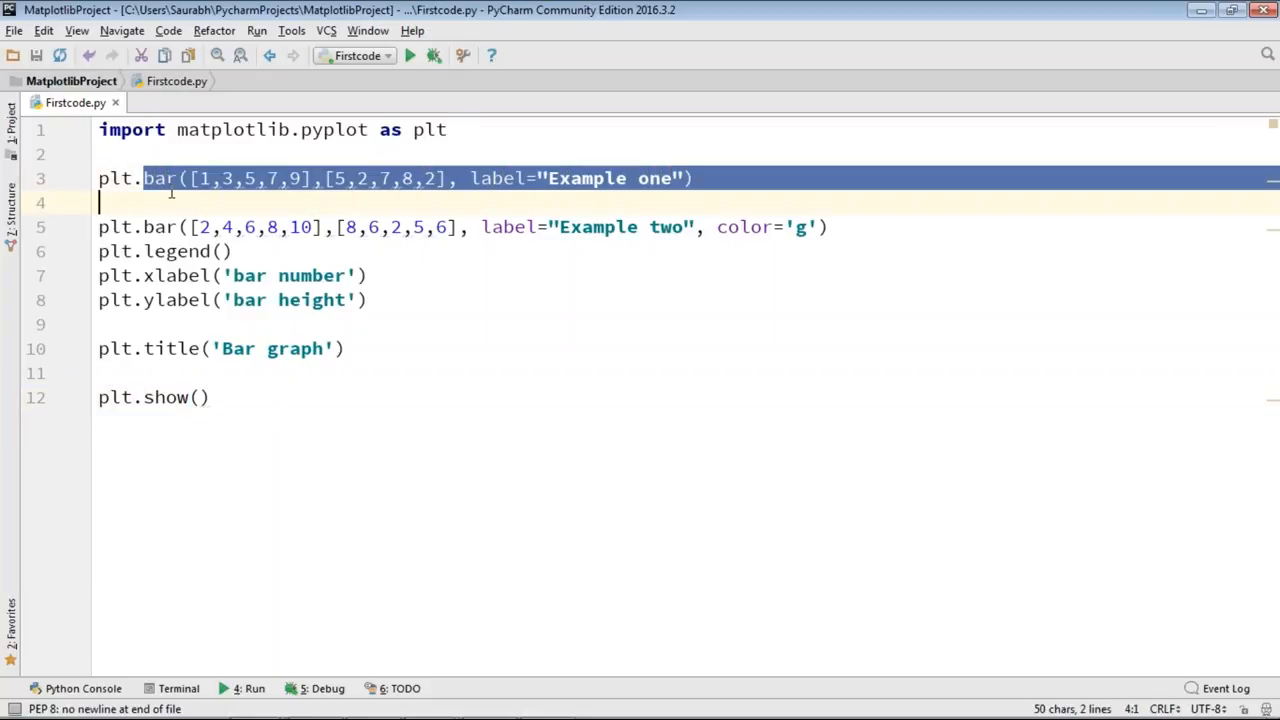 MatplotlibProject - [C:\Users\Saurabh\PycharmProjects\MatplotlibProject] - ...\Firstcode.py - PyCharm Community Edition 2016.3.2
File Edit View Navigate Code Refactor Run Tools VCS Window Help
Firstcode
MatplotlibProject Firstcode.py
Firstcode.py
1: Project
Z: Structure
2: Favorites
1 import matplotlib.pyplot as plt
2
3 plt.bar([1,3,5,7,9],[5,2,7,8,2], label="Example one")
4
5 plt.bar([2,4,6,8,10],[8,6,2,5,6], label="Example two", color='g')
6 plt.legend()
7 plt.xlabel('bar number')
8 plt.ylabel('bar height')
9
10 plt.title('Bar graph')
11
12 plt.show()
Python Console Terminal 4: Run 5: Debug 6: TODO Event Log
PEP 8: no newline at end of file 50 chars, 2 lines 4:1 CRLF UTF-8